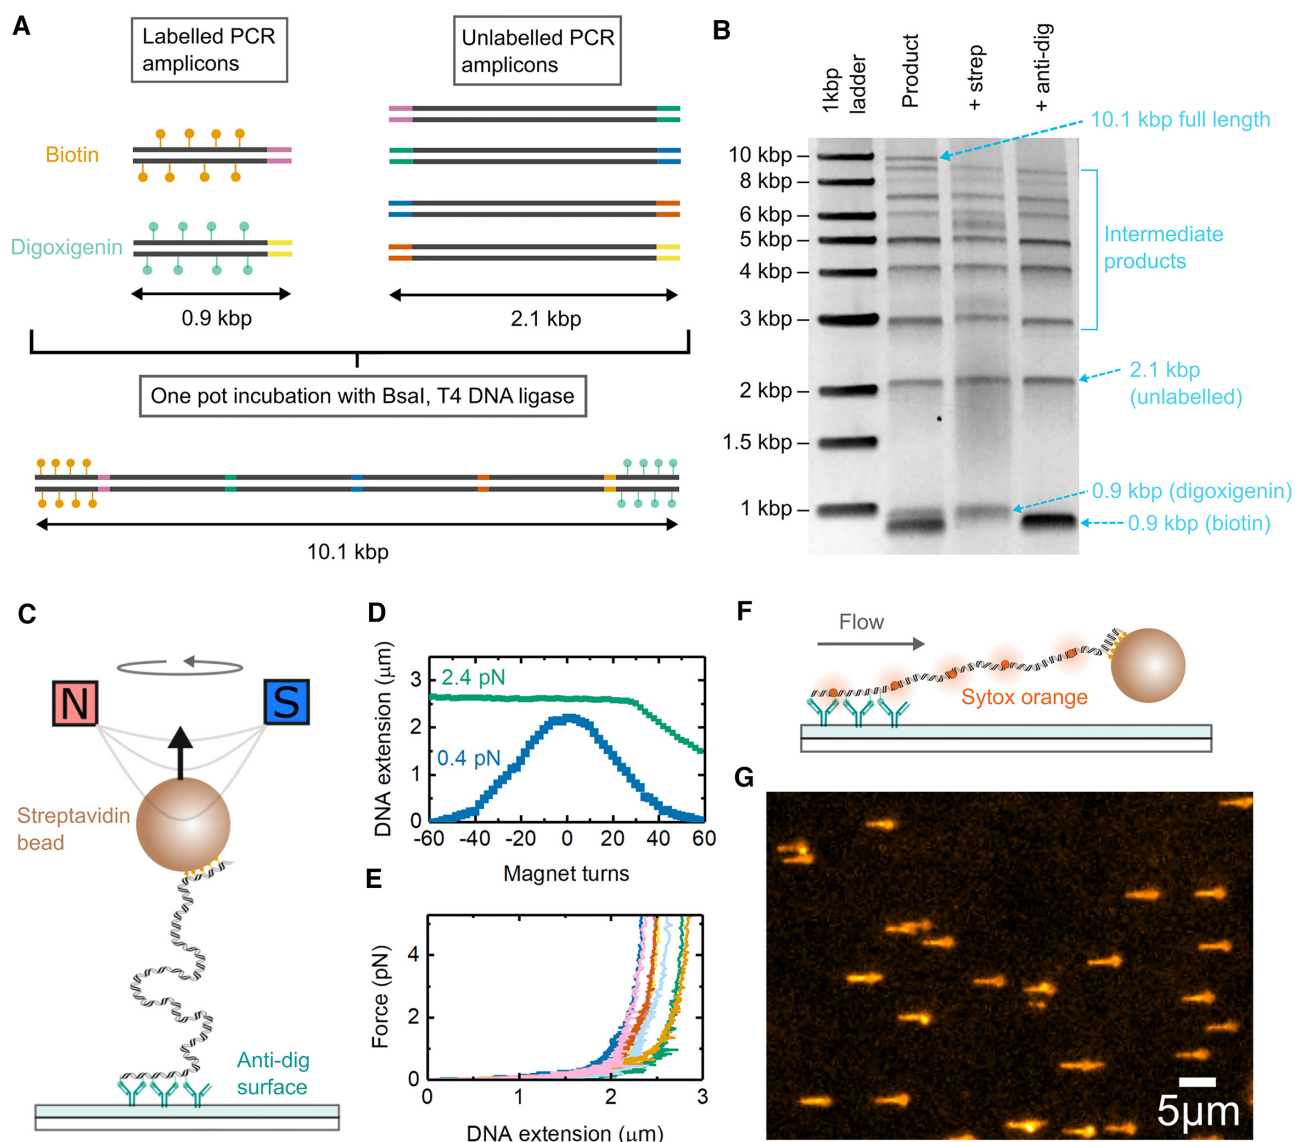 A
Labelled PCR
amplicons
Unlabelled PCR
amplicons
Biotin
Digoxigenin
0.9 kbp
2.1 kbp
One pot incubation with BsaI, T4 DNA ligase
10.1 kbp
B
1kbp
ladder
Product
+ strep
+ anti-dig
10 kbp
8 kbp
6 kbp
5 kbp
4 kbp
3 kbp
2 kbp
1.5 kbp
1 kbp
10.1 kbp full length
Intermediate
products
2.1 kbp
(unlabelled)
0.9 kbp (digoxigenin)
0.9 kbp (biotin)
C
N
S
Streptavidin
bead
Anti-dig
surface
D
DNA extension (μm)
3
2
1
0
2.4 pN
0.4 pN
-60 -40 -20 0 20 40 60
Magnet turns
E
Force (pN)
4
2
0
0 1 2 3
DNA extension (μm)
F
Flow
Sytox orange
G
5μm